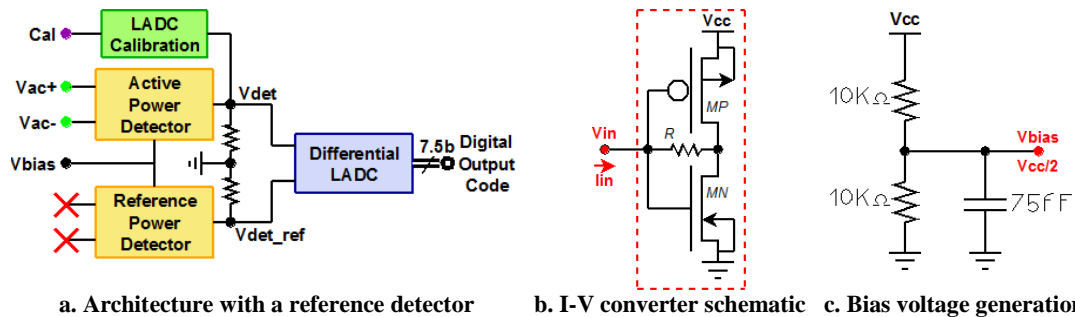 Cal
LADC
Calibration
Vac+
Vac-
Active
Power
Detector
Vdet
Vbias
Reference
Power
Detector
Vdet_ref
Differential
LADC
7.5b
Digital
Output
Code
a. Architecture with a reference detector
Vcc
MP
Vin
R
Iin
MN
b. I-V converter schematic
Vcc
10KΩ
Vbias
Vcc/2
10KΩ
75fF
c. Bias voltage generation